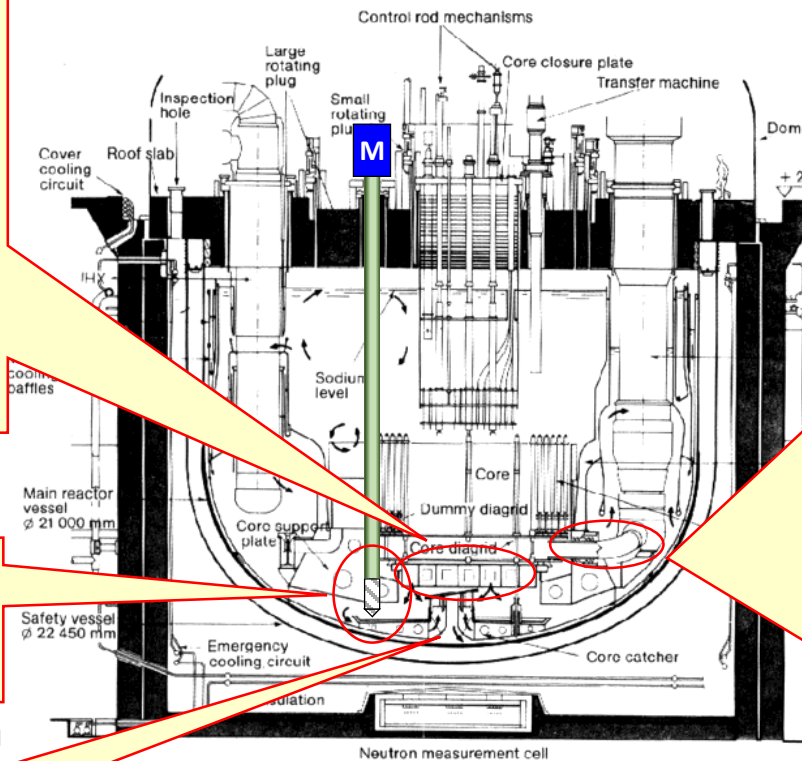 Control rod mechanisms
Large
rotating
plug
Core closure plate
Transfer machine
Inspection
hole
Small
rotating
M
Dom
Cover
cooling
circuit
Roof slab
+ 2
IHX
Sodium
level
cooling
baffles
Core
Main reactor
vessel
Ø 21 000 mm
Dummy diagrid
Core support
plate
Core diagrid
Safety vessel
Ø 22 450 mm
Emergency
cooling circuit
Core catcher
sulation
Neutron measurement cell